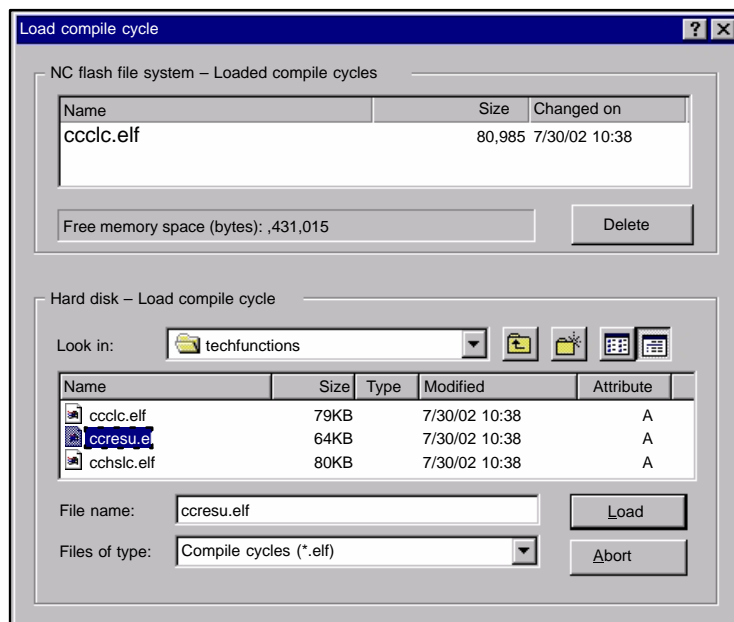 Load compile cycle
NC flash file system – Loaded compile cycles
Name Size Changed on
ccclc.elf 80,985 7/30/02 10:38
Free memory space (bytes): ,431,015
Delete
Hard disk – Load compile cycle
Look in: techfunctions
Name Size Type Modified Attribute
ccclc.elf 79KB 7/30/02 10:38 A
ccresu.el 64KB 7/30/02 10:38 A
cchslc.elf 80KB 7/30/02 10:38 A
File name: ccresu.elf Load
Files of type: Compile cycles (*.elf) Abort